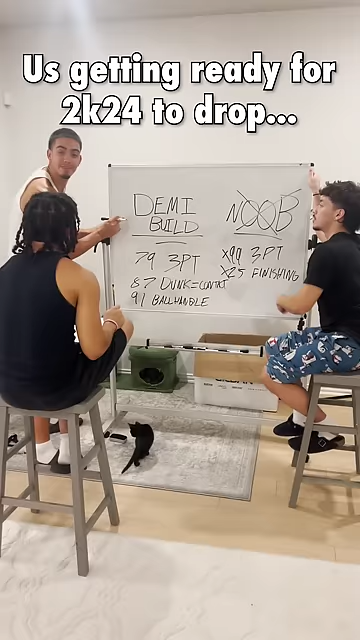 Us getting ready for
2k24 to drop...
DEMI
BUILD
79 3PT
87 DUNK=CONTACT
91 BALLHANDLE
NOOB
x99 3PT
x25 FINISHING